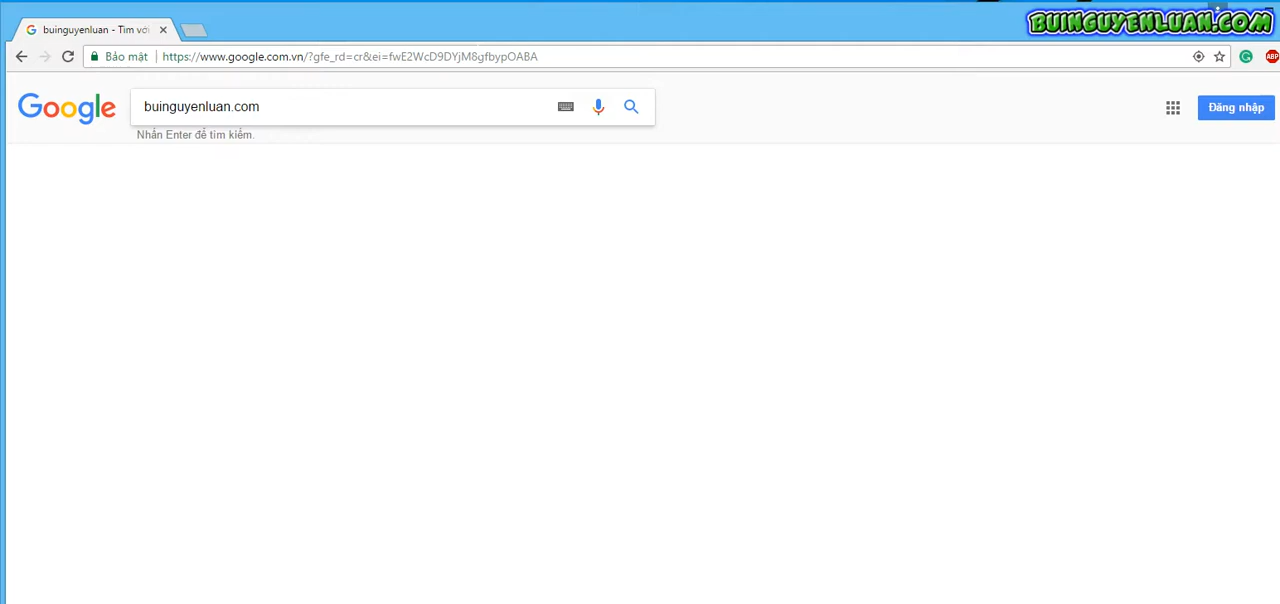 buinguyenluan - Tìm với
BUINGUYENLUAN.COM
Bảo mật
https://www.google.com.vn/?gfe_rd=cr&ei=fwE2WcD9DYjM8gfbypOABA
ABP
Google
buinguyenluan.com
Đăng nhập
Nhấn Enter để tìm kiếm.